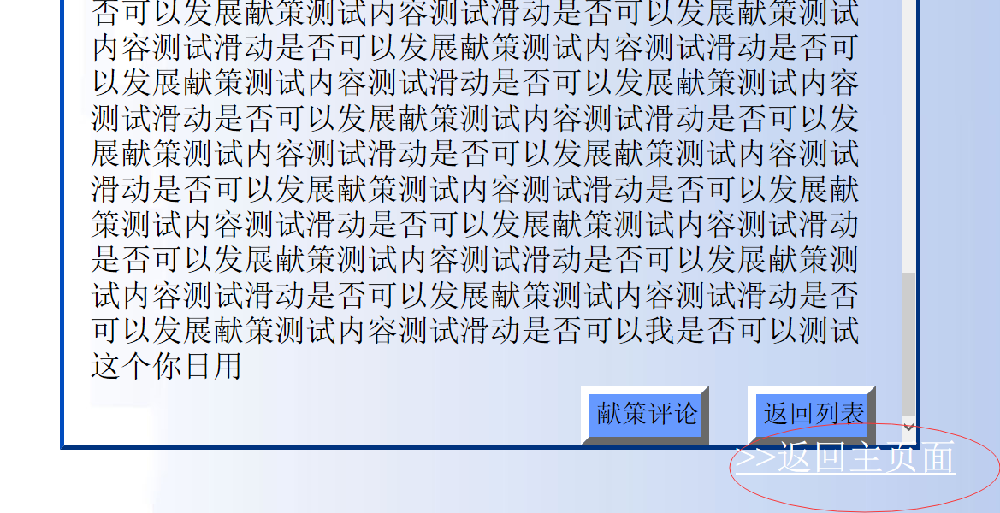 否可以发展献策测试内容测试滑动是否可以发展献策测试
内容测试滑动是否可以发展献策测试内容测试滑动是否可
以发展献策测试内容测试滑动是否可以发展献策测试内容
测试滑动是否可以发展献策测试内容测试滑动是否可以发
展献策测试内容测试滑动是否可以发展献策测试内容测试
滑动是否可以发展献策测试内容测试滑动是否可以发展献
策测试内容测试滑动是否可以发展献策测试内容测试滑动
是否可以发展献策测试内容测试滑动是否可以发展献策测
试内容测试滑动是否可以发展献策测试内容测试滑动是否
可以发展献策测试内容测试滑动是否可以我是否可以测试
这个你日用
献策评论 返回列表
>>返回主页面